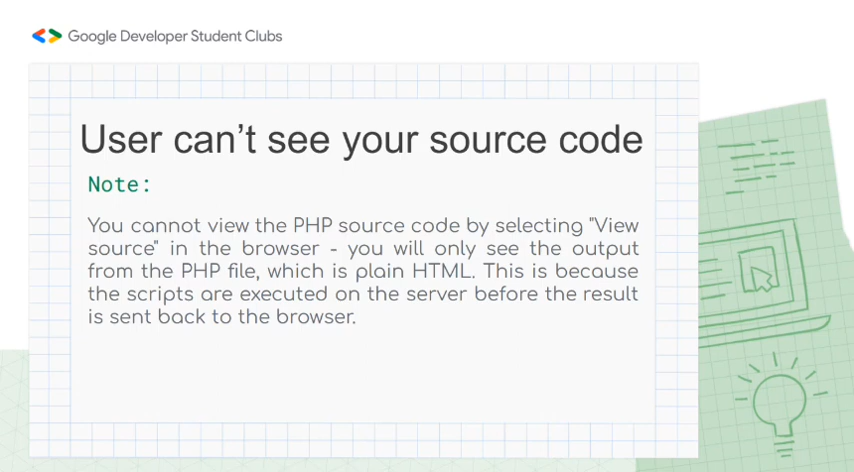 Google Developer Student Clubs
User can't see your source code
Note:
You cannot view the PHP source code by selecting "View
source" in the browser - you will only see the output
from the PHP file, which is plain HTML. This is because
the scripts are executed on the server before the result
is sent back to the browser.